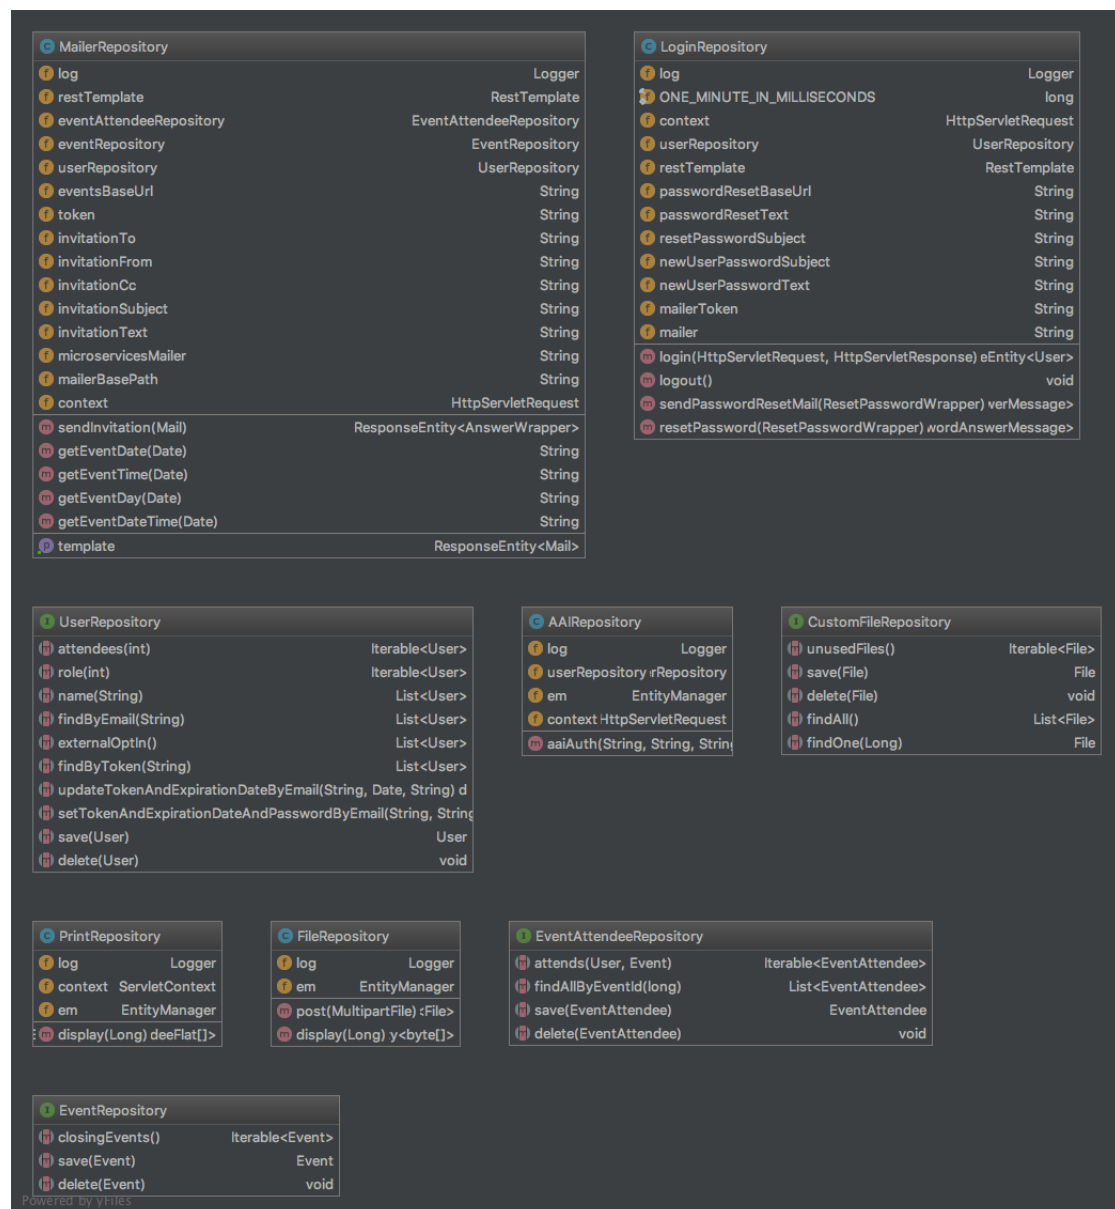 MailerRepository
log Logger
restTemplate RestTemplate
eventAttendeeRepository EventAttendeeRepository
eventRepository EventRepository
userRepository UserRepository
eventsBaseUrl String
token String
invitationTo String
invitationFrom String
invitationCc String
invitationSubject String
invitationText String
microservicesMailer String
mailerBasePath String
context HttpServletRequest
sendInvitation(Mail) ResponseEntity<AnswerWrapper>
getEventDate(Date) String
getEventTime(Date) String
getEventDay(Date) String
getEventDateTime(Date) String
template ResponseEntity<Mail>
LoginRepository
log Logger
ONE_MINUTE_IN_MILLISECONDS long
context HttpServletRequest
userRepository UserRepository
restTemplate RestTemplate
passwordResetBaseUrl String
passwordResetText String
resetPasswordSubject String
newUserPasswordSubject String
newUserPasswordText String
mailerToken String
mailer String
login(HttpServletRequest, HttpServletResponse) eEntity<User>
logout() void
sendPasswordResetMail(ResetPasswordWrapper) verMessage>
resetPassword(ResetPasswordWrapper) wordAnswerMessage>
UserRepository
attendees(int) Iterable<User>
role(int) Iterable<User>
name(String) List<User>
findByEmail(String) List<User>
externalOptIn() List<User>
findByToken(String) List<User>
updateTokenAndExpirationDateByEmail(String, Date, String) d
setTokenAndExpirationDateAndPasswordByEmail(String, String
save(User) User
delete(User) void
AAIRepository
log Logger
userRepository rRepository
em EntityManager
context HttpServletRequest
aaiAuth(String, String, String
CustomFileRepository
unusedFiles() Iterable<File>
save(File) File
delete(File) void
findAll() List<File>
findOne(Long) File
PrintRepository
log Logger
context ServletContext
em EntityManager
display(Long) deeFlat[]>
FileRepository
log Logger
em EntityManager
post(MultipartFile) <File>
display(Long) y<byte[]>
EventAttendeeRepository
attends(User, Event) Iterable<EventAttendee>
findAllByEventId(long) List<EventAttendee>
save(EventAttendee) EventAttendee
delete(EventAttendee) void
EventRepository
closingEvents() Iterable<Event>
save(Event) Event
delete(Event) void
Powered by yFiles